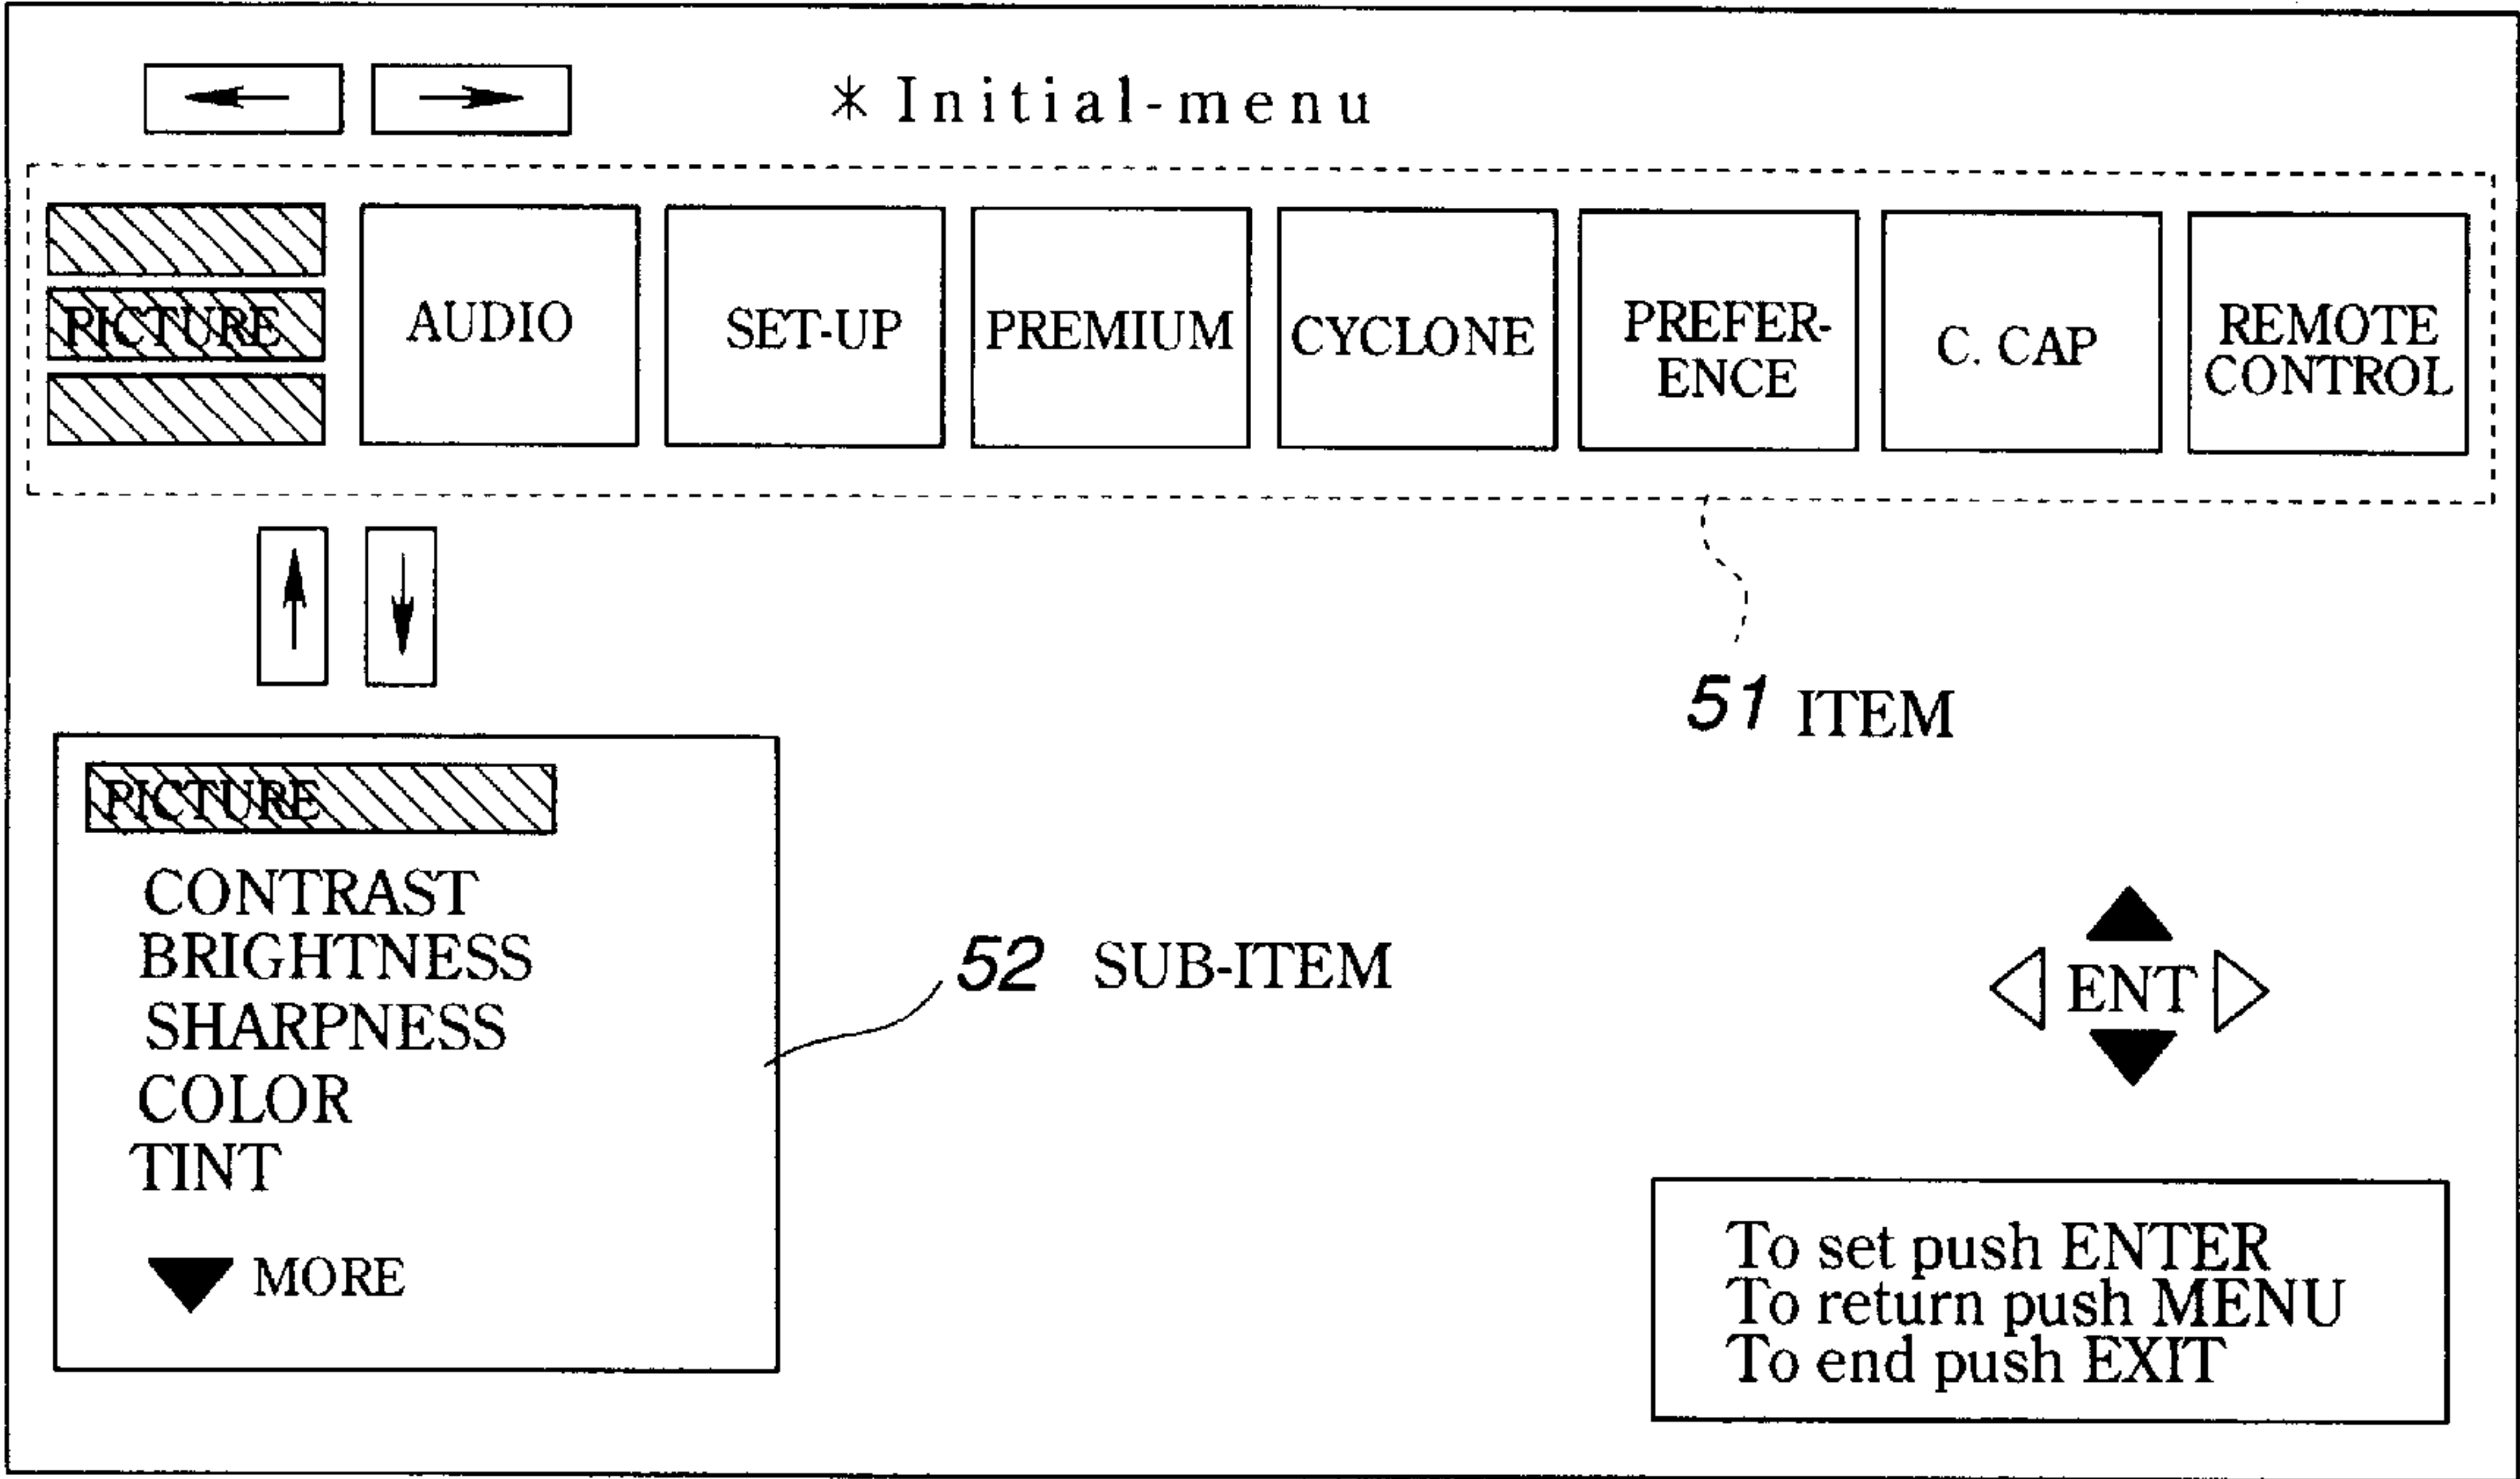 * Initial-menu
PICTURE
AUDIO
SET-UP
PREMIUM
CYCLONE
PREFER-
ENCE
C. CAP
REMOTE
CONTROL
51 ITEM
PICTURE
CONTRAST
BRIGHTNESS
SHARPNESS
COLOR
TINT
MORE
52 SUB-ITEM
ENT
To set push ENTER
To return push MENU
To end push EXIT